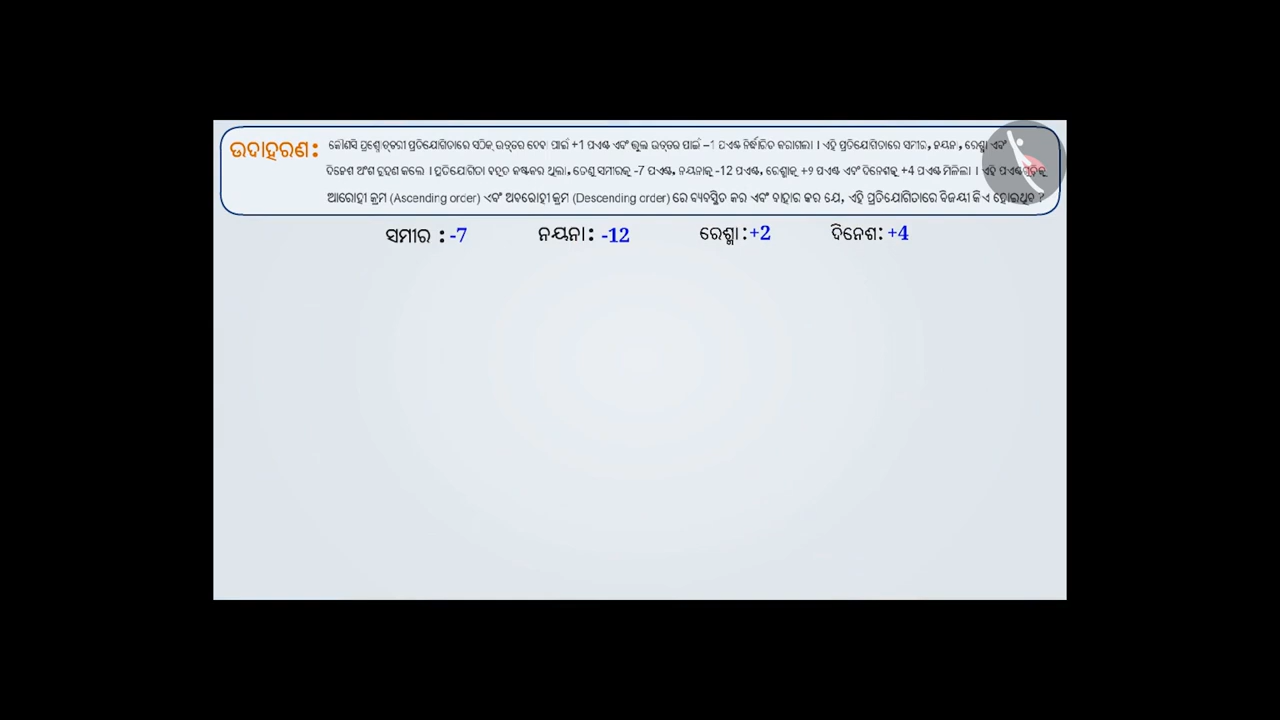 ଉଦାହରଣ: କୌଣସି ପ୍ରଶ୍ନୋତ୍ତରୀ ପ୍ରତିଯୋଗିତାରେ ସଠିକ୍ ଉତ୍ତର ଦେବା ପାଇଁ +1 ପଏଣ୍ଟ ଏବଂ ଭୁଲ ଉତ୍ତର ପାଇଁ –1 ପଏଣ୍ଟ ନିର୍ଦ୍ଧାରିତ କରାଗଲା । ଏହି ପ୍ରତିଯୋଗିତାରେ ସମୀର, ନୟନା, ରେଶ୍ମା ଏବଂ
ଦିନେଶ ଅଂଶ ଗ୍ରହଣ କଲେ । ପ୍ରତିଯୋଗିତା ବହୁତ କଷ୍ଟକର ଥିଲା, ତେଣୁ ସମୀରକୁ -7 ପଏଣ୍ଟ, ନୟନାକୁ -12 ପଏଣ୍ଟ, ରେଶ୍ମାକୁ +2 ପଏଣ୍ଟ ଏବଂ ଦିନେଶକୁ +4 ପଏଣ୍ଟ ମିଳିଲା । ଏହି ପଏଣ୍ଟଗୁଡ଼ିକୁ
ଆରୋହୀ କ୍ରମ (Ascending order) ଏବଂ ଅବରୋହୀ କ୍ରମ (Descending order) ରେ ବ୍ୟବସ୍ଥିତ କର ଏବଂ ବାହାର କର ଯେ, ଏହି ପ୍ରତିଯୋଗିତାରେ ବିଜୟୀ କିଏ ହୋଇଥିବ ?
ସମୀର : -7 ନୟନା: -12 ରେଶ୍ମା:+2 ଦିନେଶ:+4